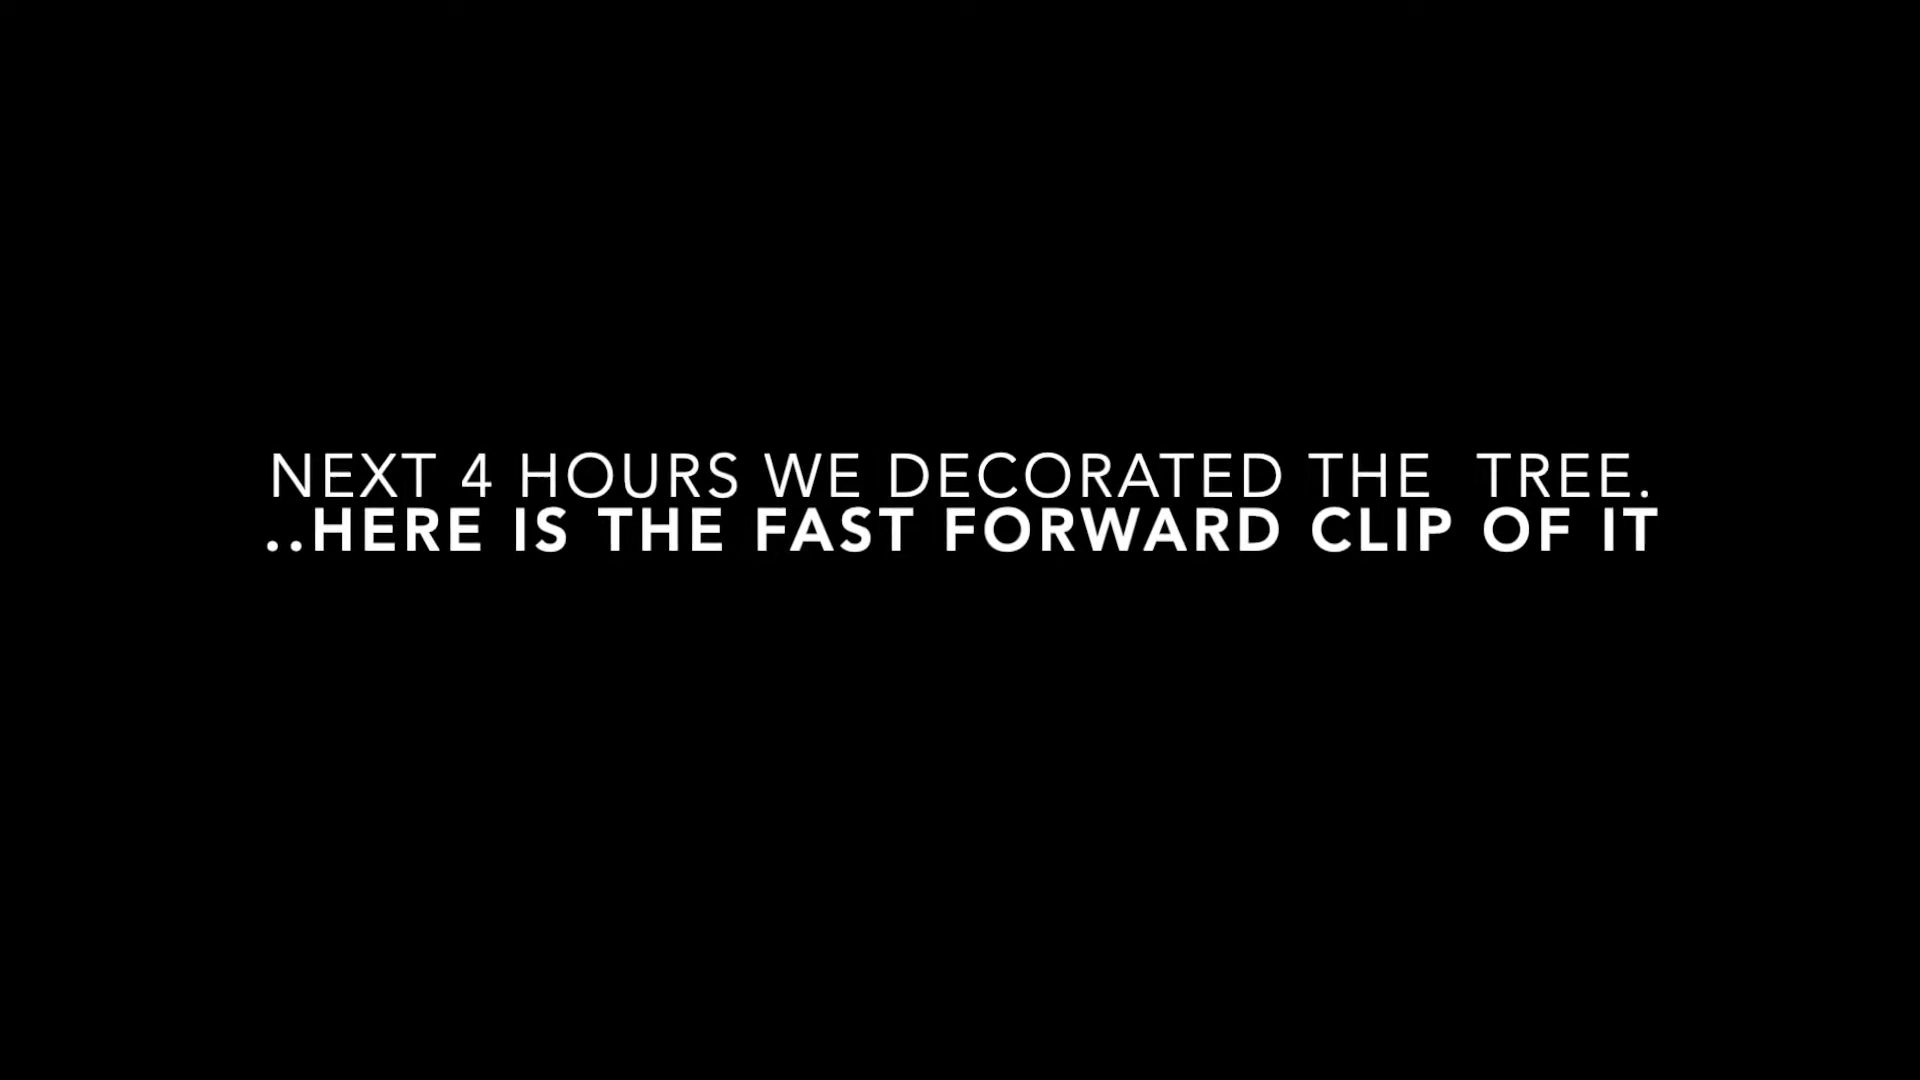 NEXT 4 HOURS WE DECORATED THE  TREE.
..HERE IS THE FAST FORWARD CLIP OF IT